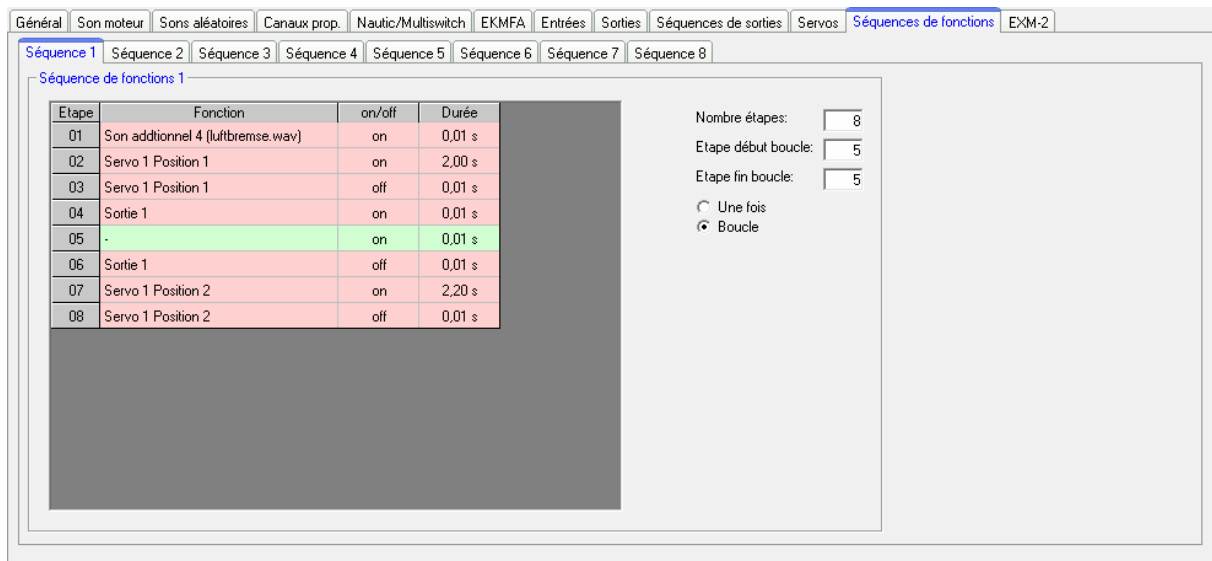 Général Son moteur Sons aléatoires Canaux prop. Nautic/Multiswitch EKMFA Entrées Sorties Séquences de sorties Servos Séquences de fonctions EXM-2
Séquence 1 Séquence 2 Séquence 3 Séquence 4 Séquence 5 Séquence 6 Séquence 7 Séquence 8
Séquence de fonctions 1
Etape Fonction on/off Durée
01 Son addtionnel 4 (luftbremse.wav) on 0,01 s
02 Servo 1 Position 1 on 2,00 s
03 Servo 1 Position 1 off 0,01 s
04 Sortie 1 on 0,01 s
05 - on 0,01 s
06 Sortie 1 off 0,01 s
07 Servo 1 Position 2 on 2,20 s
08 Servo 1 Position 2 off 0,01 s
Nombre étapes: 8
Etape début boucle: 5
Etape fin boucle: 5
Une fois
Boucle